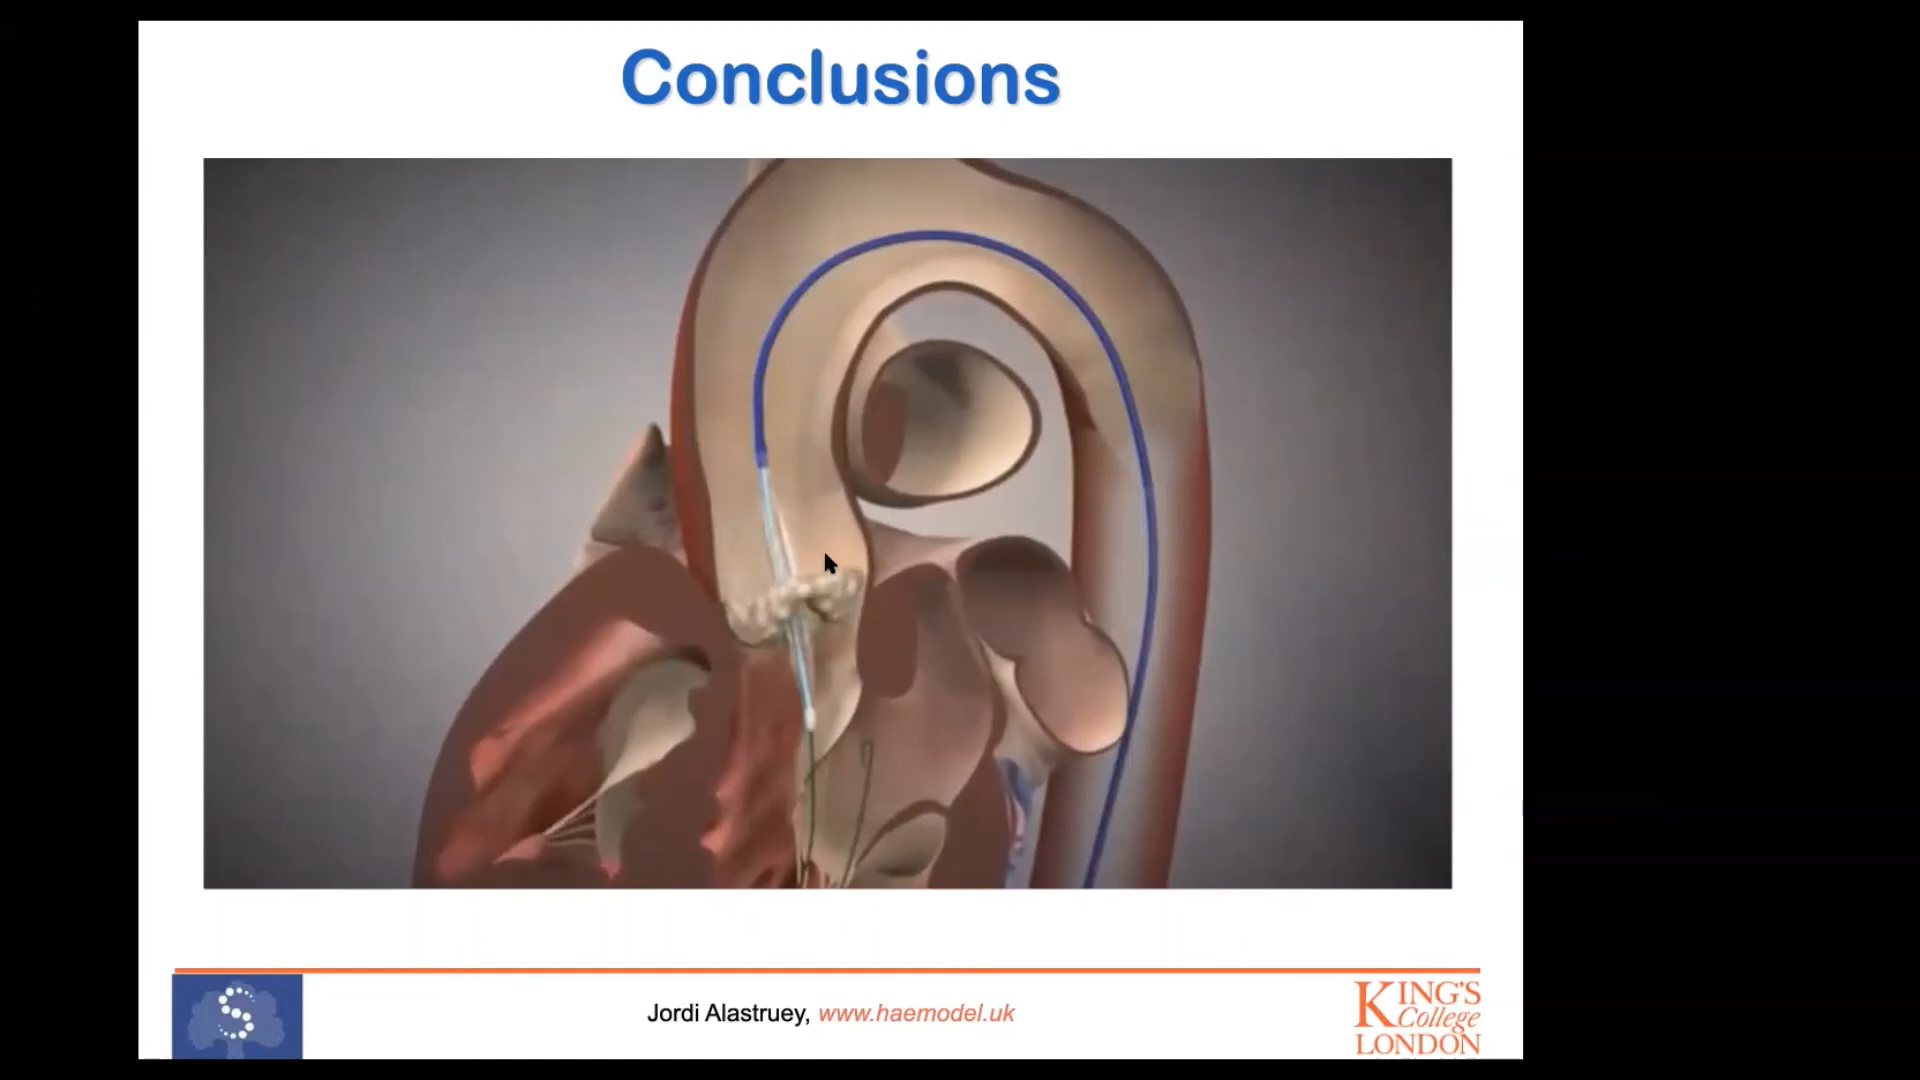 Conclusions
S
Jordi Alastruey, www.haemodel.uk
KING'S
College
LONDON